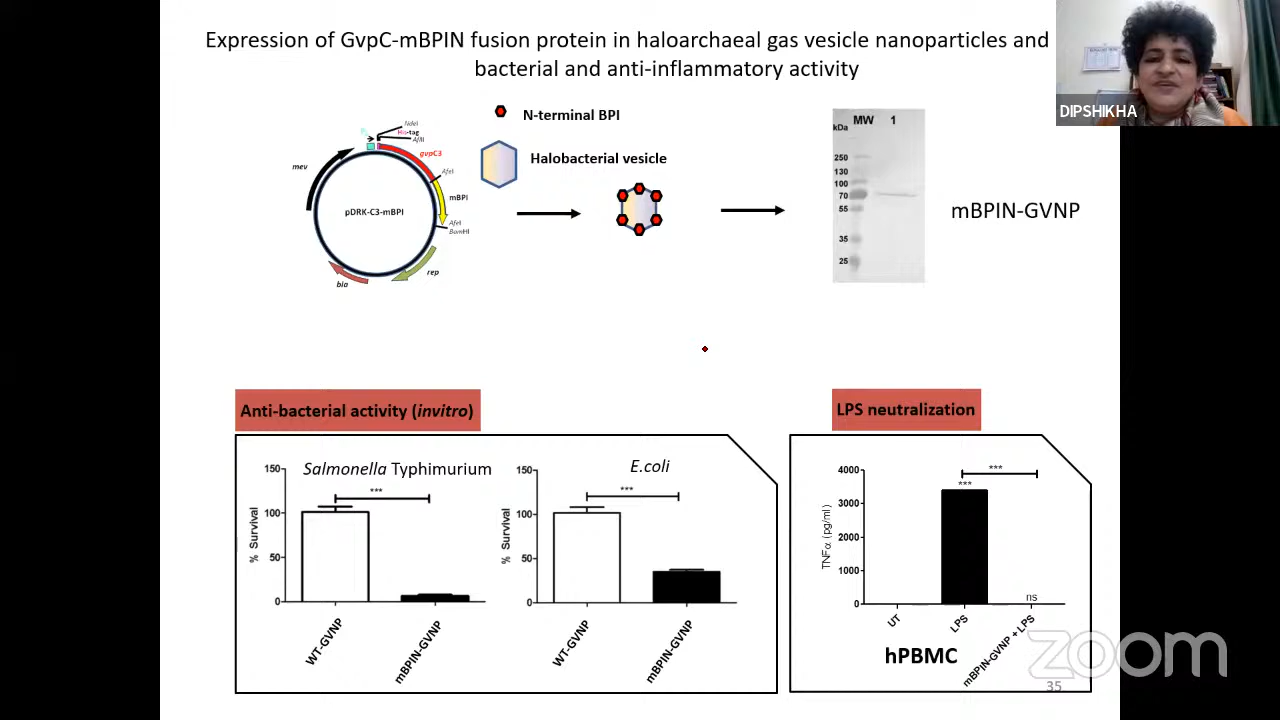 Expression of GvpC-mBPIN fusion protein in haloarchaeal gas vesicle nanoparticles and
bacterial and anti-inflammatory activity
DIPSHIKHA
N-terminal BPI
Halobacterial vesicle
NdeI
His-tag
AflII
gvpC3
AfeI
mBPI
AfeI
BamHI
rep
bla
mev
pDRK-C3-mBPI
MW 1
kDa
250
130
100
70
55
35
25
mBPIN-GVNP
Anti-bacterial activity (invitro)
LPS neutralization
Salmonella Typhimurium
150
100
50
0
% Survival
***
WT-GVNP
mBPIN-GVNP
E.coli
150
100
50
0
% Survival
***
WT-GVNP
mBPIN-GVNP
4000
3000
2000
1000
0
TNFα (pg/ml)
***
***
ns
UT
LPS
mBPIN-GVNP + LPS
hPBMC
zoom
35